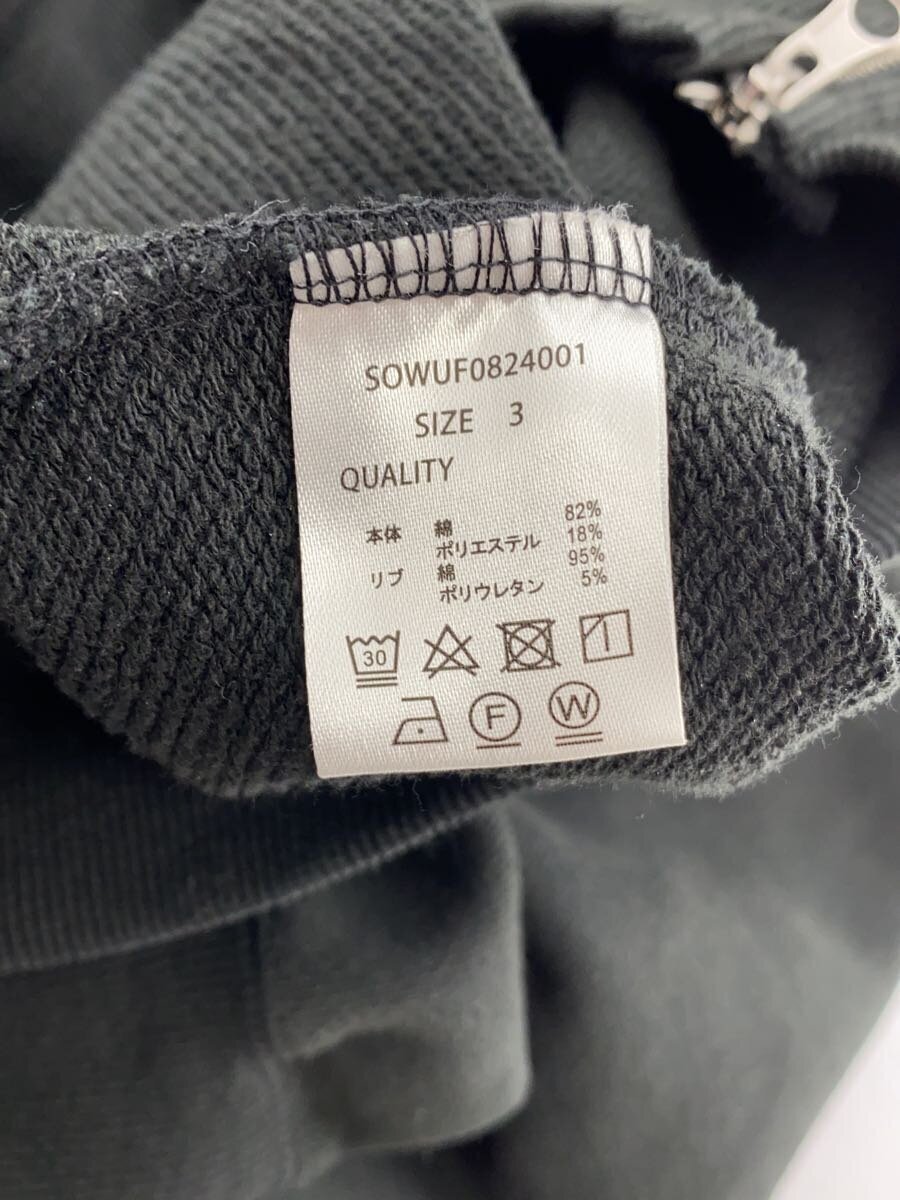 SOWUF0824001
SIZE 3
QUALITY
本体 綿 82%
ポリエステル 18%
リブ 綿 95%
ポリウレタン 5%
30
F W